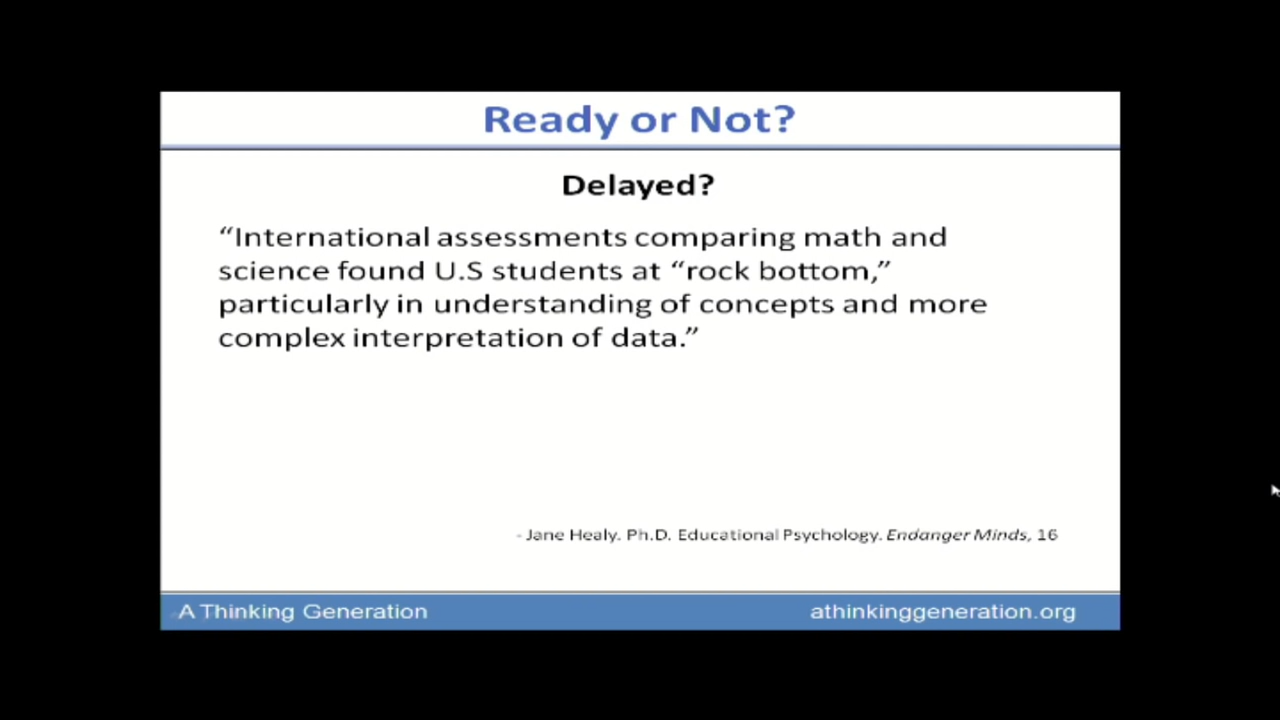 Ready or Not?
Delayed?
“International assessments comparing math and
science found U.S students at “rock bottom,”
particularly in understanding of concepts and more
complex interpretation of data.”
- Jane Healy. Ph.D. Educational Psychology. Endanger Minds, 16
A Thinking Generation
athinkinggeneration.org